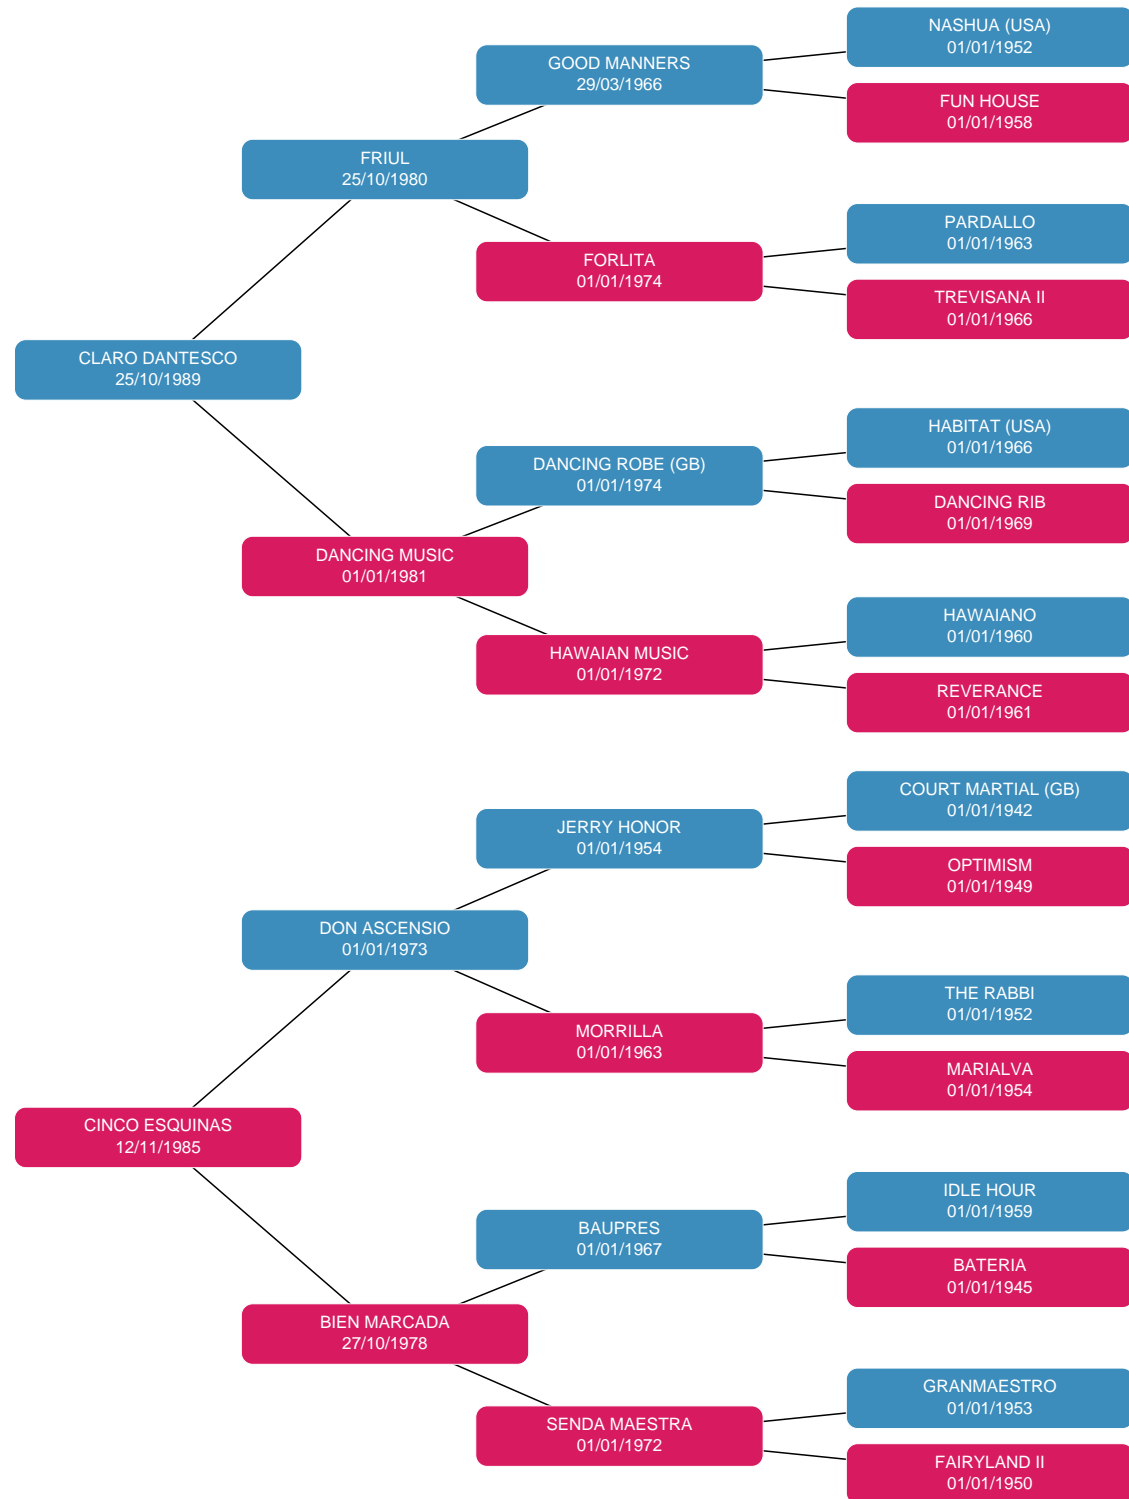 NASHUA (USA)
01/01/1952
GOOD MANNERS
29/03/1966
FUN HOUSE
01/01/1958
FRIUL
25/10/1980
PARDALLO
01/01/1963
FORLITA
01/01/1974
TREVISANA II
01/01/1966
CLARO DANTESCO
25/10/1989
HABITAT (USA)
01/01/1966
DANCING ROBE (GB)
01/01/1974
DANCING RIB
01/01/1969
DANCING MUSIC
01/01/1981
HAWAIANO
01/01/1960
HAWAIAN MUSIC
01/01/1972
REVERANCE
01/01/1961
COURT MARTIAL (GB)
01/01/1942
JERRY HONOR
01/01/1954
OPTIMISM
01/01/1949
DON ASCENSIO
01/01/1973
THE RABBI
01/01/1952
MORRILLA
01/01/1963
MARIALVA
01/01/1954
CINCO ESQUINAS
12/11/1985
IDLE HOUR
01/01/1959
BAUPRES
01/01/1967
BATERIA
01/01/1945
BIEN MARCADA
27/10/1978
GRANMAESTRO
01/01/1953
SENDA MAESTRA
01/01/1972
FAIRYLAND II
01/01/1950